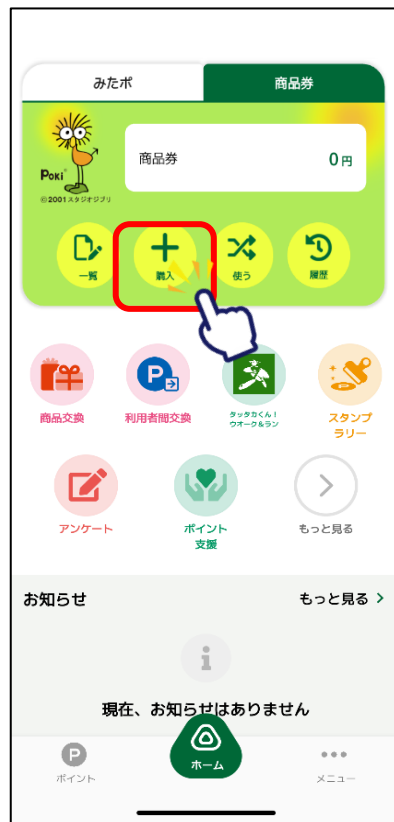 みたポ
商品券
商品券
0円
POKI
©2001スタジオジブリ
一覧
購入
使う
履歴
商品交換
利用者間交換
タッタカくん！
ウオーク＆ラン
スタンプ
ラリー
アンケート
ポイント
支援
もっと見る
お知らせ
もっと見る
現在、お知らせはありません
ポイント
ホーム
メニュー